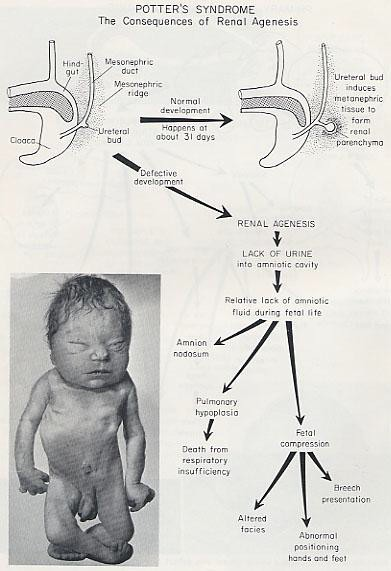 POTTER'S SYNDROME
The Consequences of Renal Agenesis
Hind-
gut
Mesonephric
duct
Mesonephric
ridge
Cloaca
Ureteral
bud
Normal
development
Happens at
about 31 days
Ureteral bud
induces
metanephric
tissue to
form
renal
parenchyma
Defective
development
RENAL AGENESIS
LACK OF URINE
into amniotic cavity
Relative lack of amniotic
fluid during fetal life
Amnion
nodosum
Pulmonary
hypoplasia
Death from
respiratory
insufficiency
Fetal
compression
Altered
facies
Abnormal
positioning
hands and feet
Breech
presentation